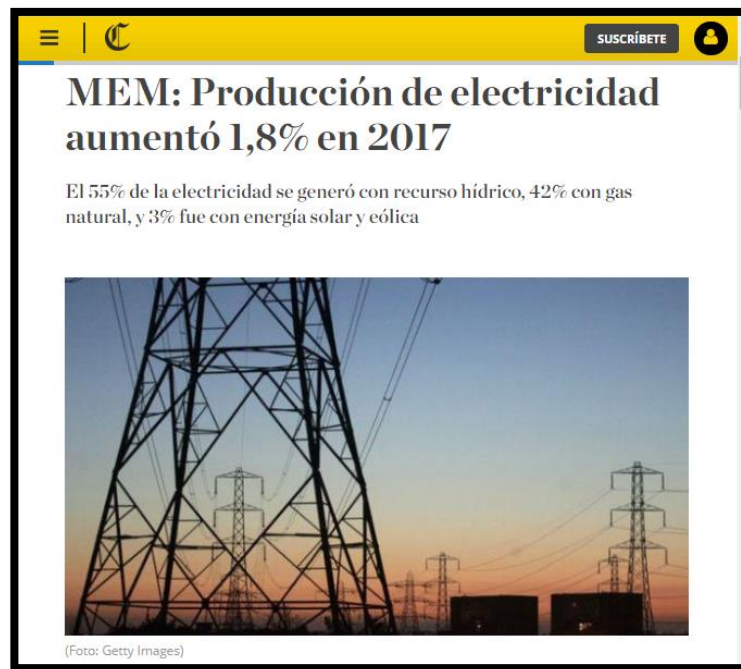 C
SUSCRÍBETE
MEM: Producción de electricidad
aumentó 1,8% en 2017
El 55% de la electricidad se generó con recurso hídrico, 42% con gas
natural, y 3% fue con energía solar y eólica
(Foto: Getty Images)